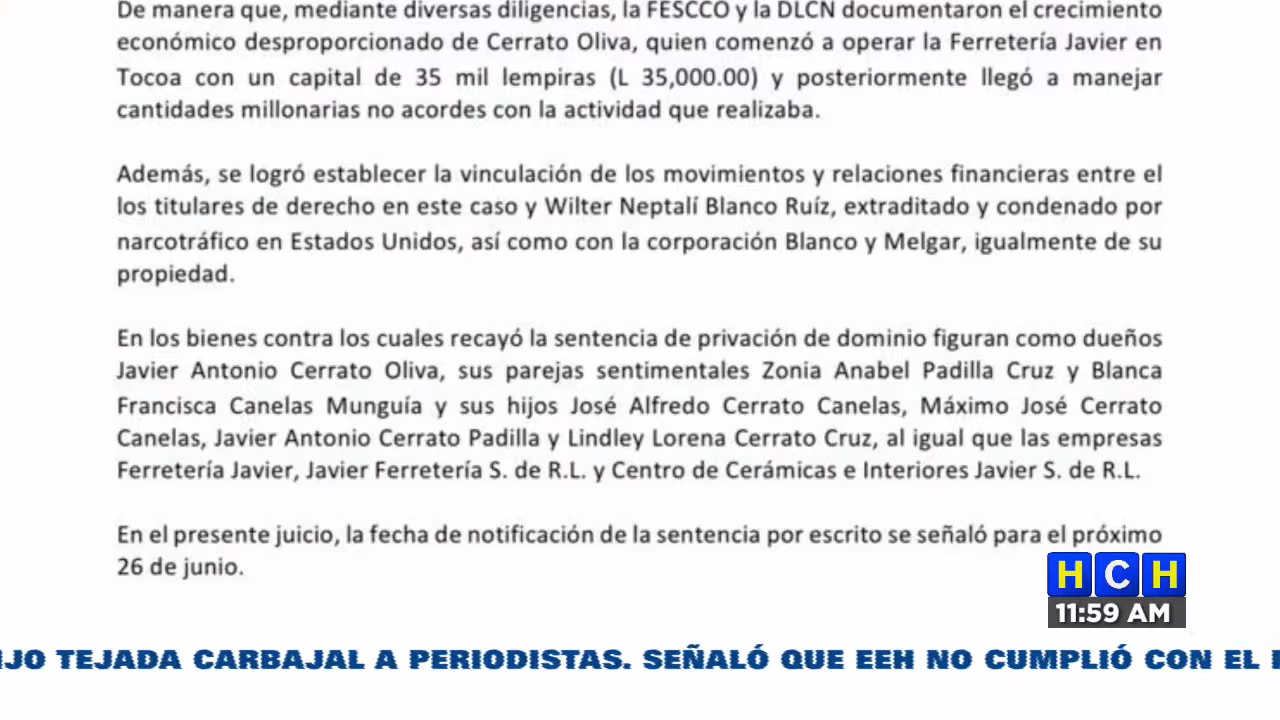 De manera que, mediante diversas diligencias, la FESCCO y la DLCN documentaron el crecimiento
económico desproporcionado de Cerrato Oliva, quien comenzó a operar la Ferretería Javier en
Tocoa con un capital de 35 mil lempiras (L 35,000.00) y posteriormente llegó a manejar
cantidades millonarias no acordes con la actividad que realizaba.
Además, se logró establecer la vinculación de los movimientos y relaciones financieras entre el
los titulares de derecho en este caso y Wilter Neptalí Blanco Ruíz, extraditado y condenado por
narcotráfico en Estados Unidos, así como con la corporación Blanco y Melgar, igualmente de su
propiedad.
En los bienes contra los cuales recayó la sentencia de privación de dominio figuran como dueños
Javier Antonio Cerrato Oliva, sus parejas sentimentales Zonia Anabel Padilla Cruz y Blanca
Francisca Canelas Munguía y sus hijos José Alfredo Cerrato Canelas, Máximo José Cerrato
Canelas, Javier Antonio Cerrato Padilla y Lindley Lorena Cerrato Cruz, al igual que las empresas
Ferretería Javier, Javier Ferretería S. de R.L. y Centro de Cerámicas e Interiores Javier S. de R.L.
En el presente juicio, la fecha de notificación de la sentencia por escrito se señaló para el próximo
26 de junio.
HCH
11:59 AM
IJO TEJADA CARBAJAL A PERIODISTAS. SEÑALÓ QUE EEH NO CUMPLIÓ CON EL